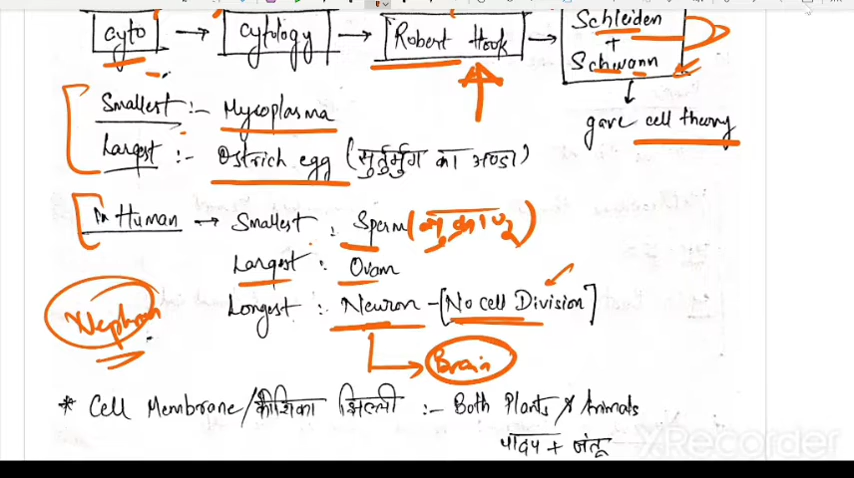 Cyto → Cytology → Robert Hook → Schleiden + Schwann
gave cell theory
Smallest :- Mycoplasma
Largest :- Ostrich egg (सुर्तुर्मुग का अण्डा)
In Human → Smallest : Sperm
Largest : Ovam
Longest : Neuron - [No cell Division]
Nephron
Brain
* Cell Membrane/कोशिका झिल्ली :- Both Plants & Animals
पादप + जंतू
XRecorder